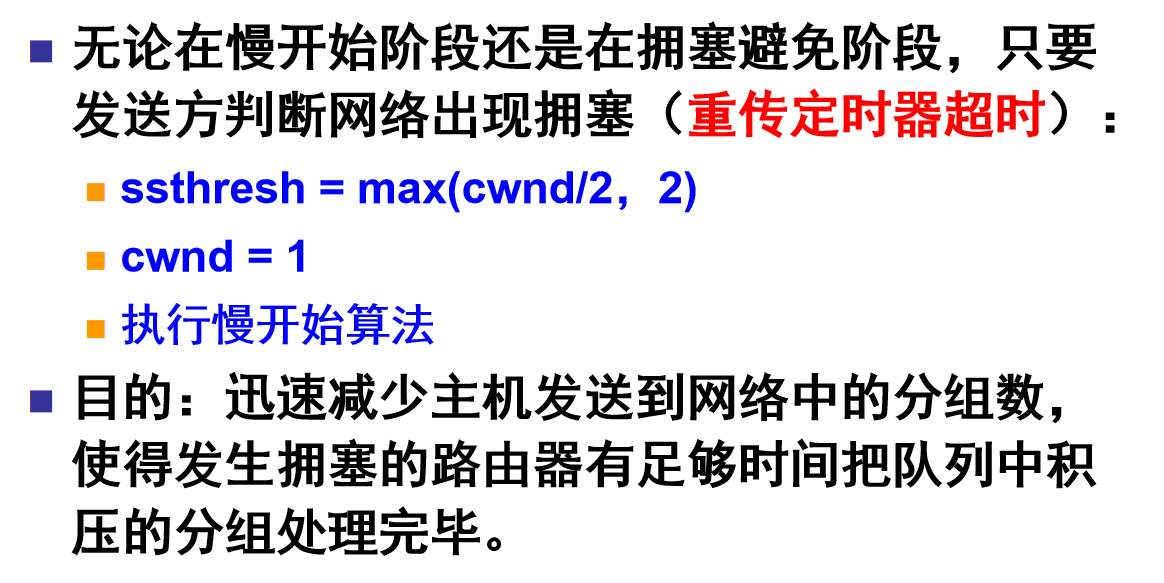 无论在慢开始阶段还是在拥塞避免阶段，只要
发送方判断网络出现拥塞（重传定时器超时）：
ssthresh = max(cwnd/2，2)
cwnd = 1
执行慢开始算法
目的：迅速减少主机发送到网络中的分组数，
使得发生拥塞的路由器有足够时间把队列中积
压的分组处理完毕。